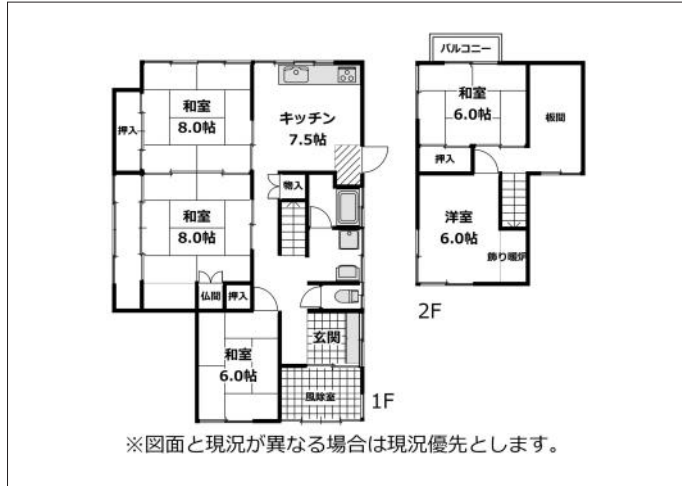 和室
8.0帖
押入
キッチン
7.5帖
物入
和室
8.0帖
仏間
押入
和室
6.0帖
玄関
風除室
1F
バルコニー
和室
6.0帖
板間
押入
洋室
6.0帖
飾り暖炉
2F
※図面と現況が異なる場合は現況優先とします。